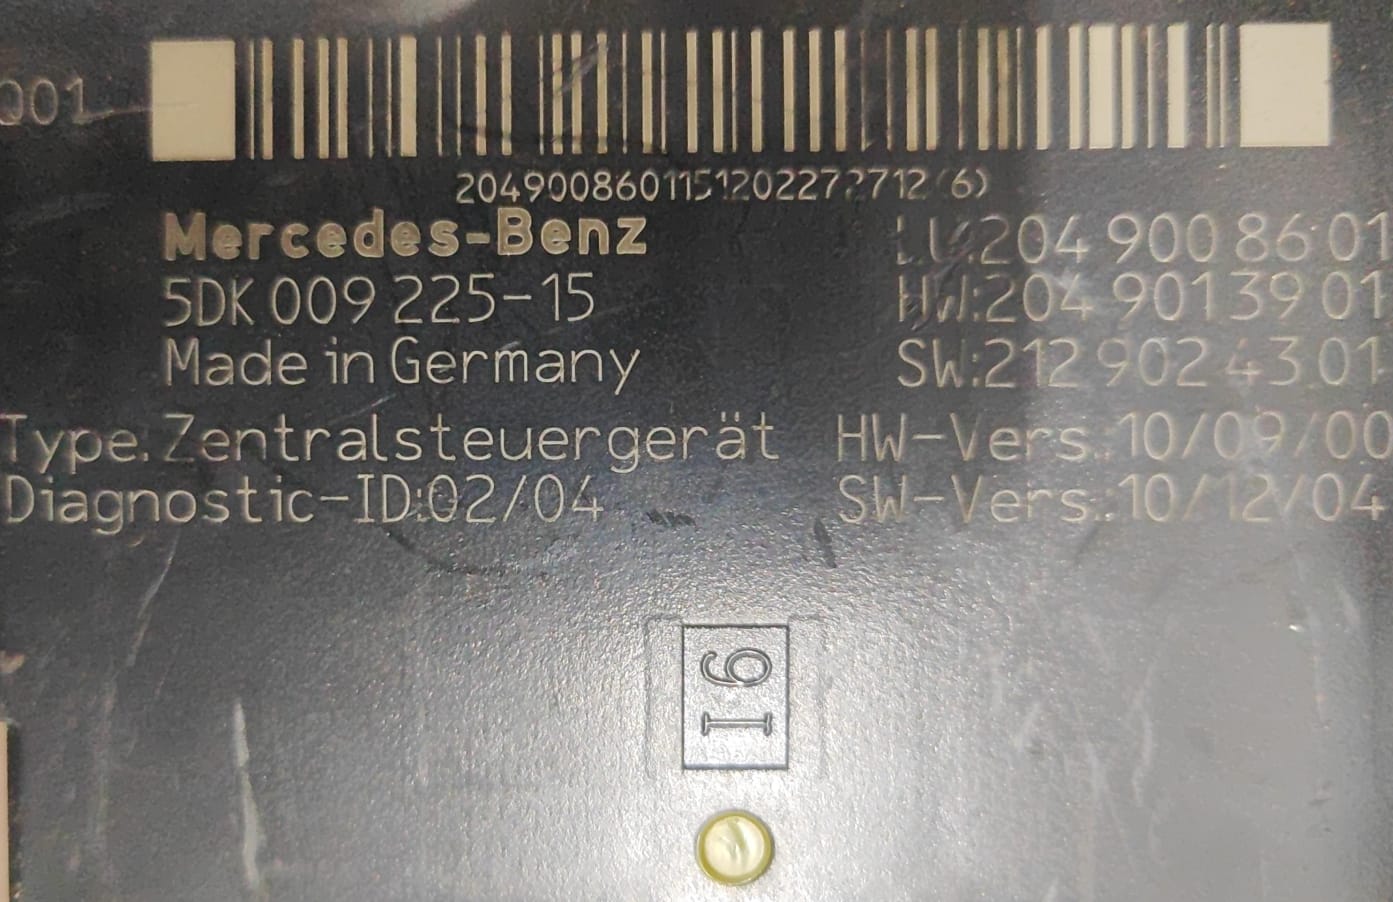 001
2049008601151202272712(6)
Mercedes-Benz
LU:204 900 86 01
5DK 009 225-15
HW:204 901 39 01
Made in Germany
SW:212 902 43 01
Type.Zentralsteuergerät HW-Vers.:10/09/00
Diagnostic-ID:02/04 SW-Vers.:10/12/04
I6